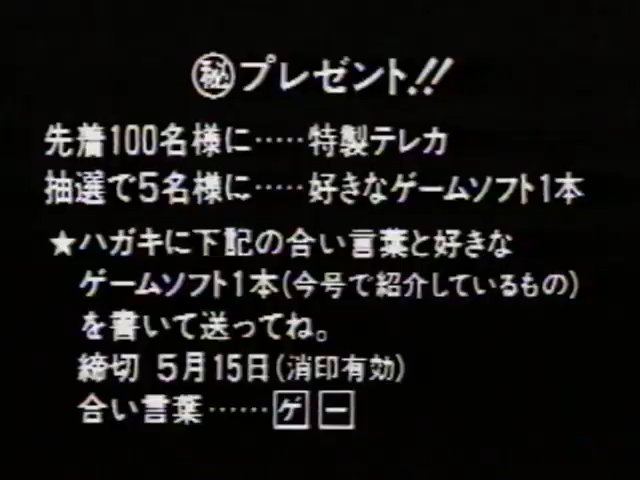 ㊙プレゼント!!
先着100名様に‥‥‥特製テレカ
抽選で5名様に‥‥‥好きなゲームソフト1本
★ハガキに下記の合い言葉と好きな
ゲームソフト1本(今号で紹介しているもの)
を書いて送ってね。
締切 5月15日(消印有効)
合い言葉‥‥‥ゲー